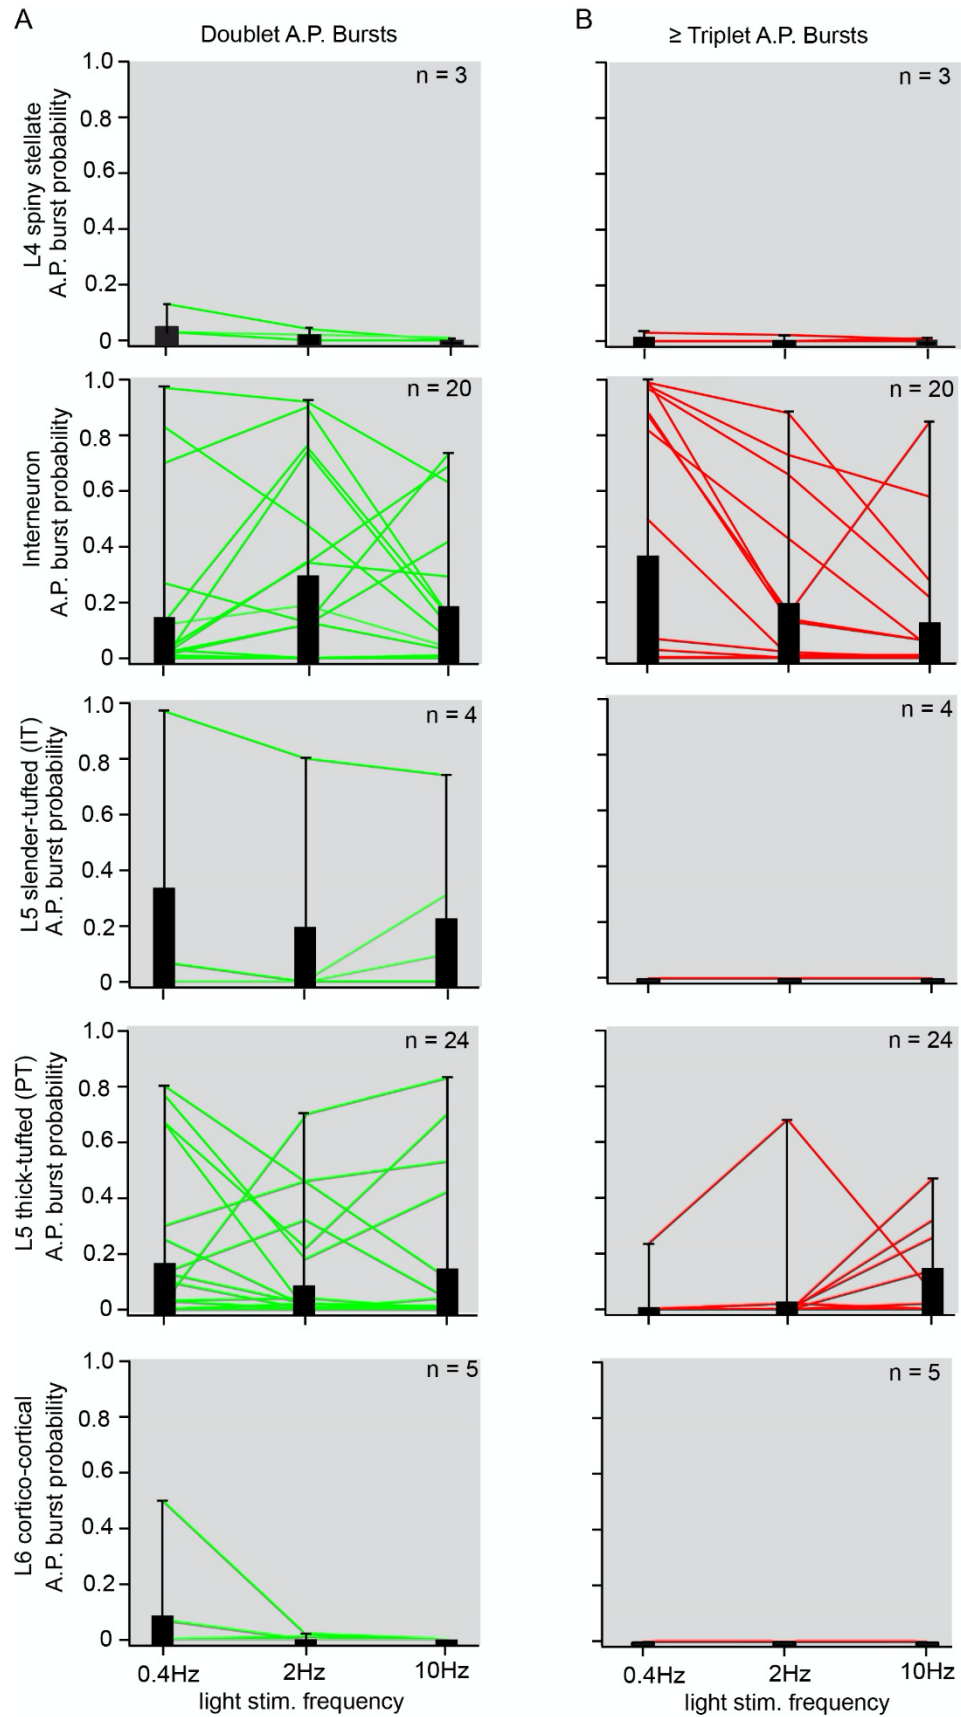 A
B
Doublet A.P. Bursts
≥ Triplet A.P. Bursts
L4 spiny stellate
A.P. burst probability
1.0
0.8
0.6
0.4
0.2
0
n = 3
n = 3
Interneuron
A.P. burst probability
1.0
0.8
0.6
0.4
0.2
0
n = 20
n = 20
L5 slender-tufted (IT)
A.P. burst probability
1.0
0.8
0.6
0.4
0.2
0
n = 4
n = 4
L5 thick-tufted (PT)
A.P. burst probability
1.0
0.8
0.6
0.4
0.2
0
n = 24
n = 24
L6 cortico-cortical
A.P. burst probability
1.0
0.8
0.6
0.4
0.2
0
n = 5
n = 5
0.4Hz 2Hz 10Hz
light stim. frequency
0.4Hz 2Hz 10Hz
light stim. frequency